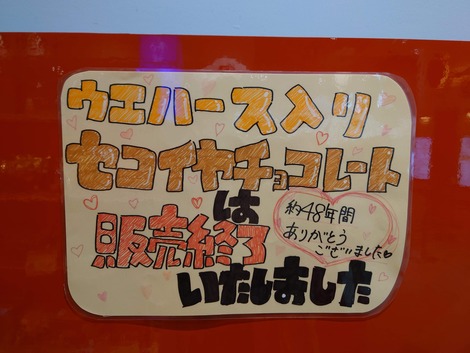 ウエハース入り
セコイヤチョコレート
は
販売終了
いたしました
約48年間
ありがとう
ございました